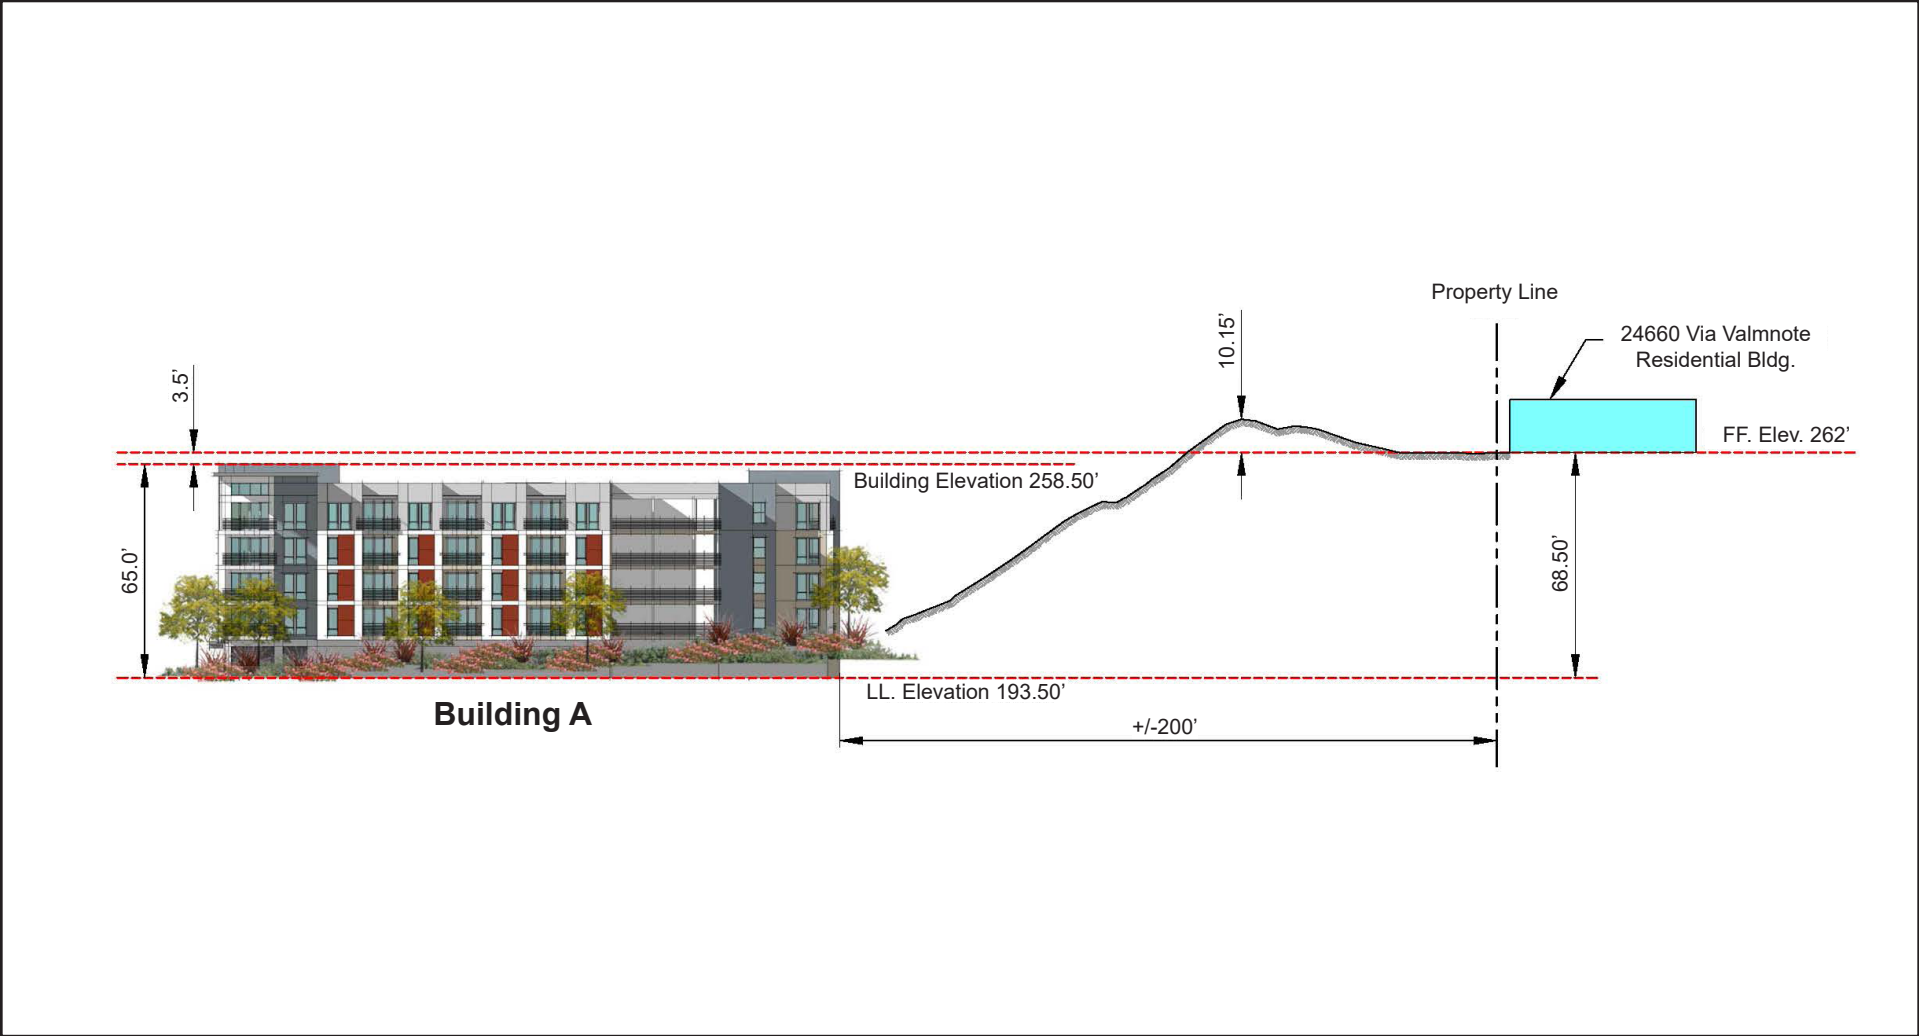 Property Line
24660 Via Valmnote
Residential Bldg.
10.15’
3.5’
FF. Elev. 262’
Building Elevation 258.50’
65.0’
68.50’
LL. Elevation 193.50’
Building A
+/-200’